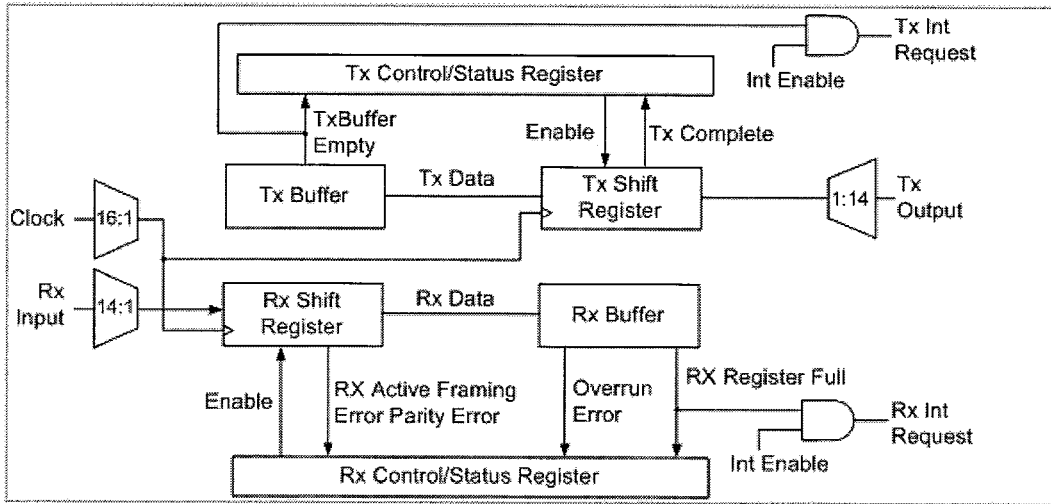 Tx Int
Request
Int Enable
Tx Control/Status Register
TxBuffer
Empty
Enable
Tx Complete
Tx Buffer
Tx Data
Tx Shift
Register
1:14
Tx
Output
Clock
16:1
Rx
Input
14:1
Rx Shift
Register
Rx Data
Rx Buffer
Enable
RX Active Framing
Error Parity Error
Overrun
Error
RX Register Full
Rx Int
Request
Int Enable
Rx Control/Status Register